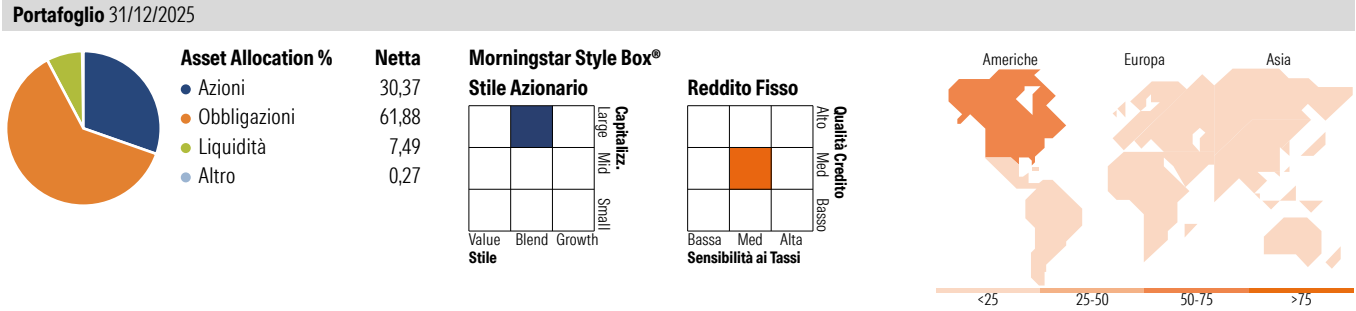 Portafoglio 31/12/2025
Asset Allocation % Netta
Azioni 30,37
Obbligazioni 61,88
Liquidità 7,49
Altro 0,27
Morningstar Style Box®
Stile Azionario
Large
Mid
Small
Capitalizz.
Value Blend Growth
Stile
Reddito Fisso
Alto
Med
Basso
Qualità Credito
Bassa Med Alta
Sensibilità ai Tassi
Americhe Europa Asia
<25 25-50 50-75 >75